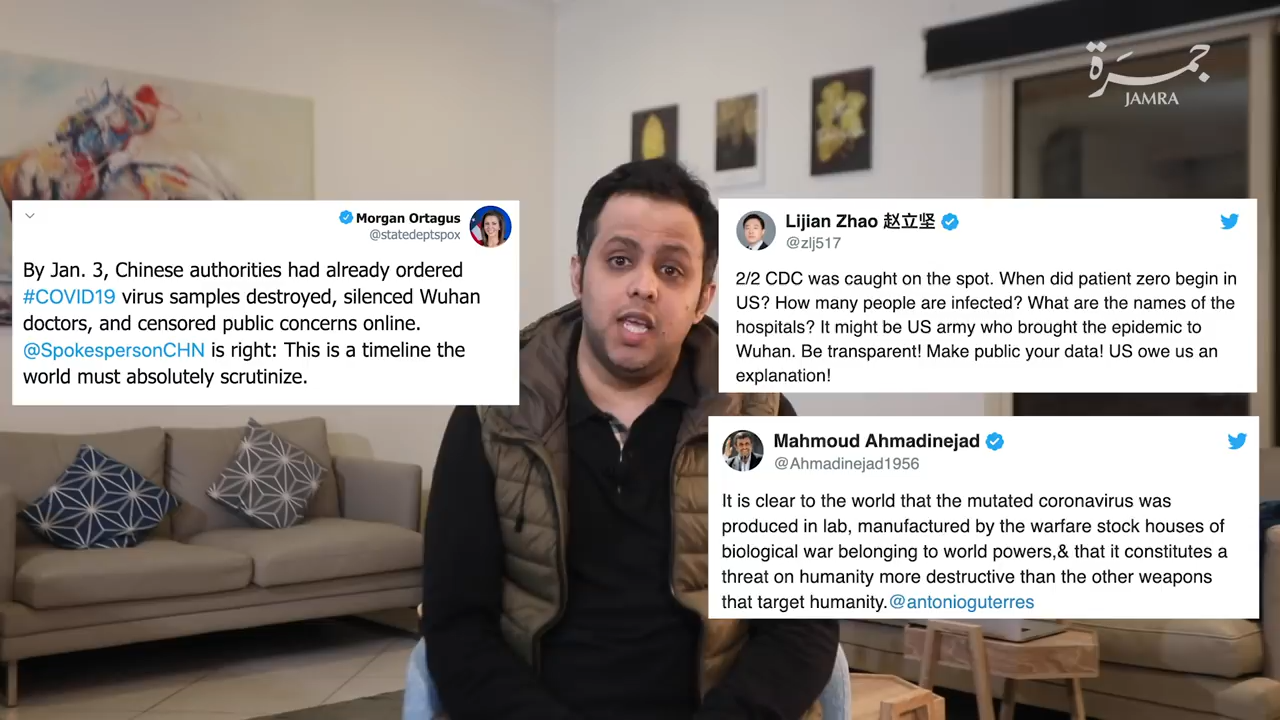 جمرة
JAMRA
Morgan Ortagus
@statedeptspox
By Jan. 3, Chinese authorities had already ordered
#COVID19 virus samples destroyed, silenced Wuhan
doctors, and censored public concerns online.
@SpokespersonCHN is right: This is a timeline the
world must absolutely scrutinize.
Lijian Zhao 赵立坚
@zlj517
2/2 CDC was caught on the spot. When did patient zero begin in
US? How many people are infected? What are the names of the
hospitals? It might be US army who brought the epidemic to
Wuhan. Be transparent! Make public your data! US owe us an
explanation!
Mahmoud Ahmadinejad
@Ahmadinejad1956
It is clear to the world that the mutated coronavirus was
produced in lab, manufactured by the warfare stock houses of
biological war belonging to world powers,& that it constitutes a
threat on humanity more destructive than the other weapons
that target humanity.@antonioguterres